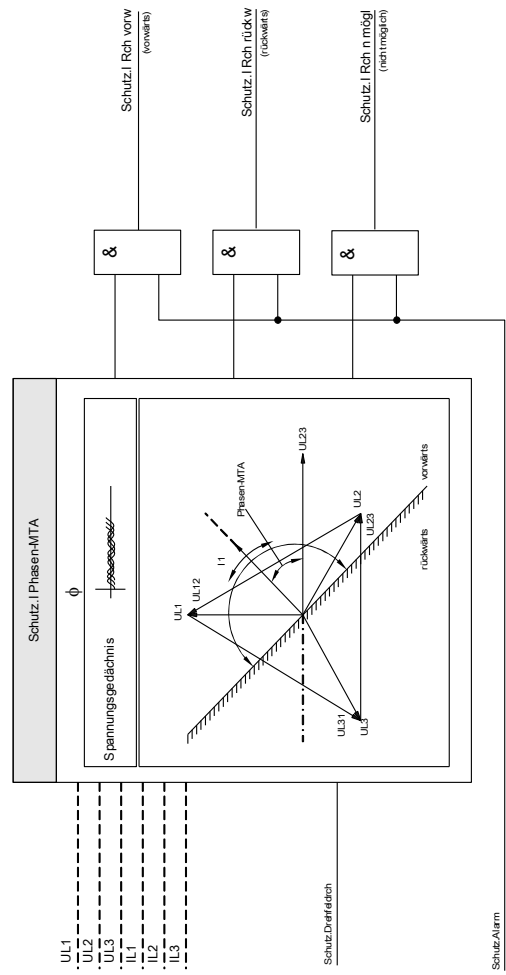 Schutz.I Phasen-MTA
φ
Spannungsgedächnis
UL1
UL2
UL3
IL1
IL2
IL3
UL1
UL12
I1
Phasen-MTA
UL23
UL31
UL3
UL2
UL23
vorwärts
rückwärts
Schutz.Drehfeldrch
Schutz.Alarm
&
Schutz.I Rch vorw
(vorwärts)
&
Schutz.I Rch rückw
(rückwärts)
&
Schutz.I Rch n mögl
(nicht möglich)